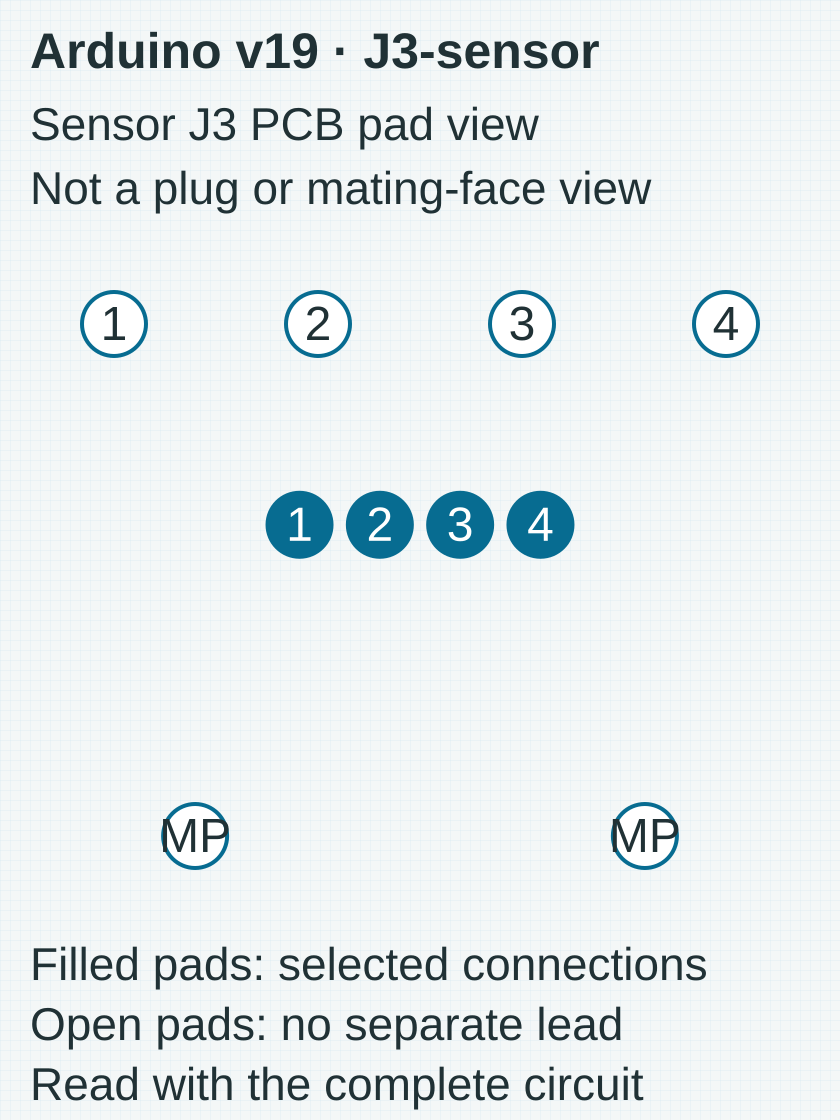 Arduino v19 · J3-sensor
Sensor J3 PCB pad view
Not a plug or mating-face view
1 2 3 4
1 2 3 4
MP MP
Filled pads: selected connections
Open pads: no separate lead
Read with the complete circuit